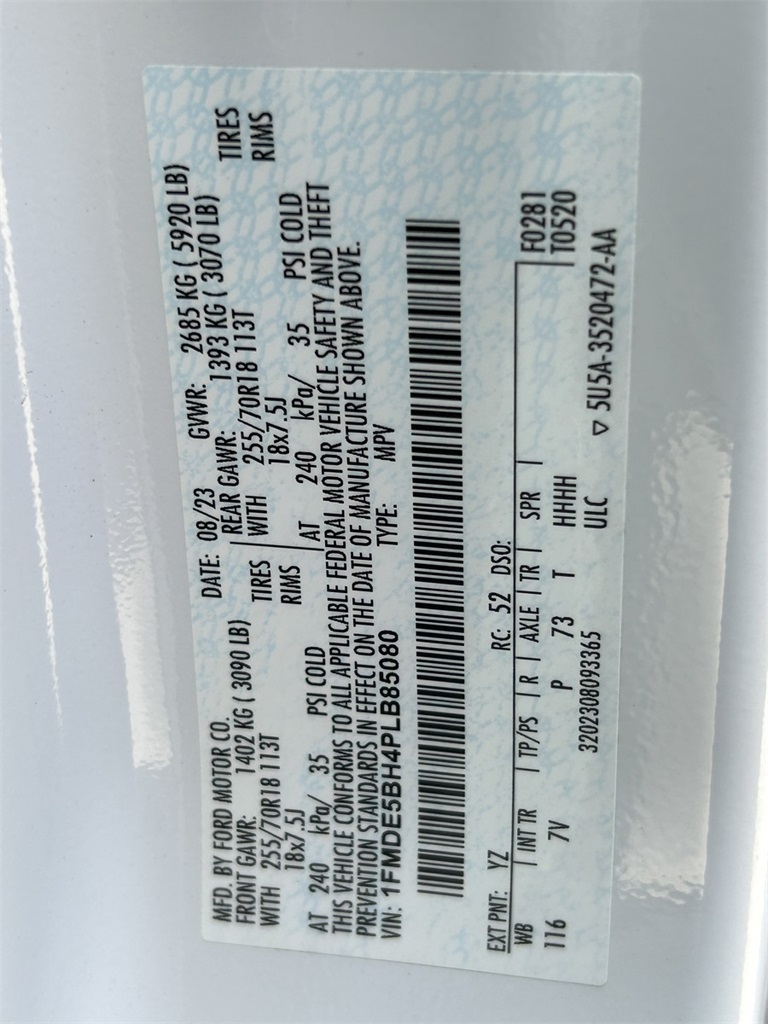 MFD. BY FORD MOTOR CO. DATE: 08/23 GVWR: 2685 KG ( 5920 LB)
FRONT GAWR: 1402 KG ( 3090 LB) REAR GAWR: 1393 KG ( 3070 LB)
WITH 255/70R18 113T TIRES WITH 255/70R18 113T TIRES
18x7.5J RIMS 18x7.5J RIMS
AT 240 kPa/ 35 PSI COLD AT 240 kPa/ 35 PSI COLD
THIS VEHICLE CONFORMS TO ALL APPLICABLE FEDERAL MOTOR VEHICLE SAFETY AND THEFT
PREVENTION STANDARDS IN EFFECT ON THE DATE OF MANUFACTURE SHOWN ABOVE.
VIN: 1FMDE5BH4PLB85080 TYPE: MPV
EXT PNT: YZ RC: 52 DSO: F0281
WB INT TR TP/PS R AXLE TR SPR T0520
116 7V P 73 T HHHH
3202308093365 ULC ▽ 5U5A-3520472-AA